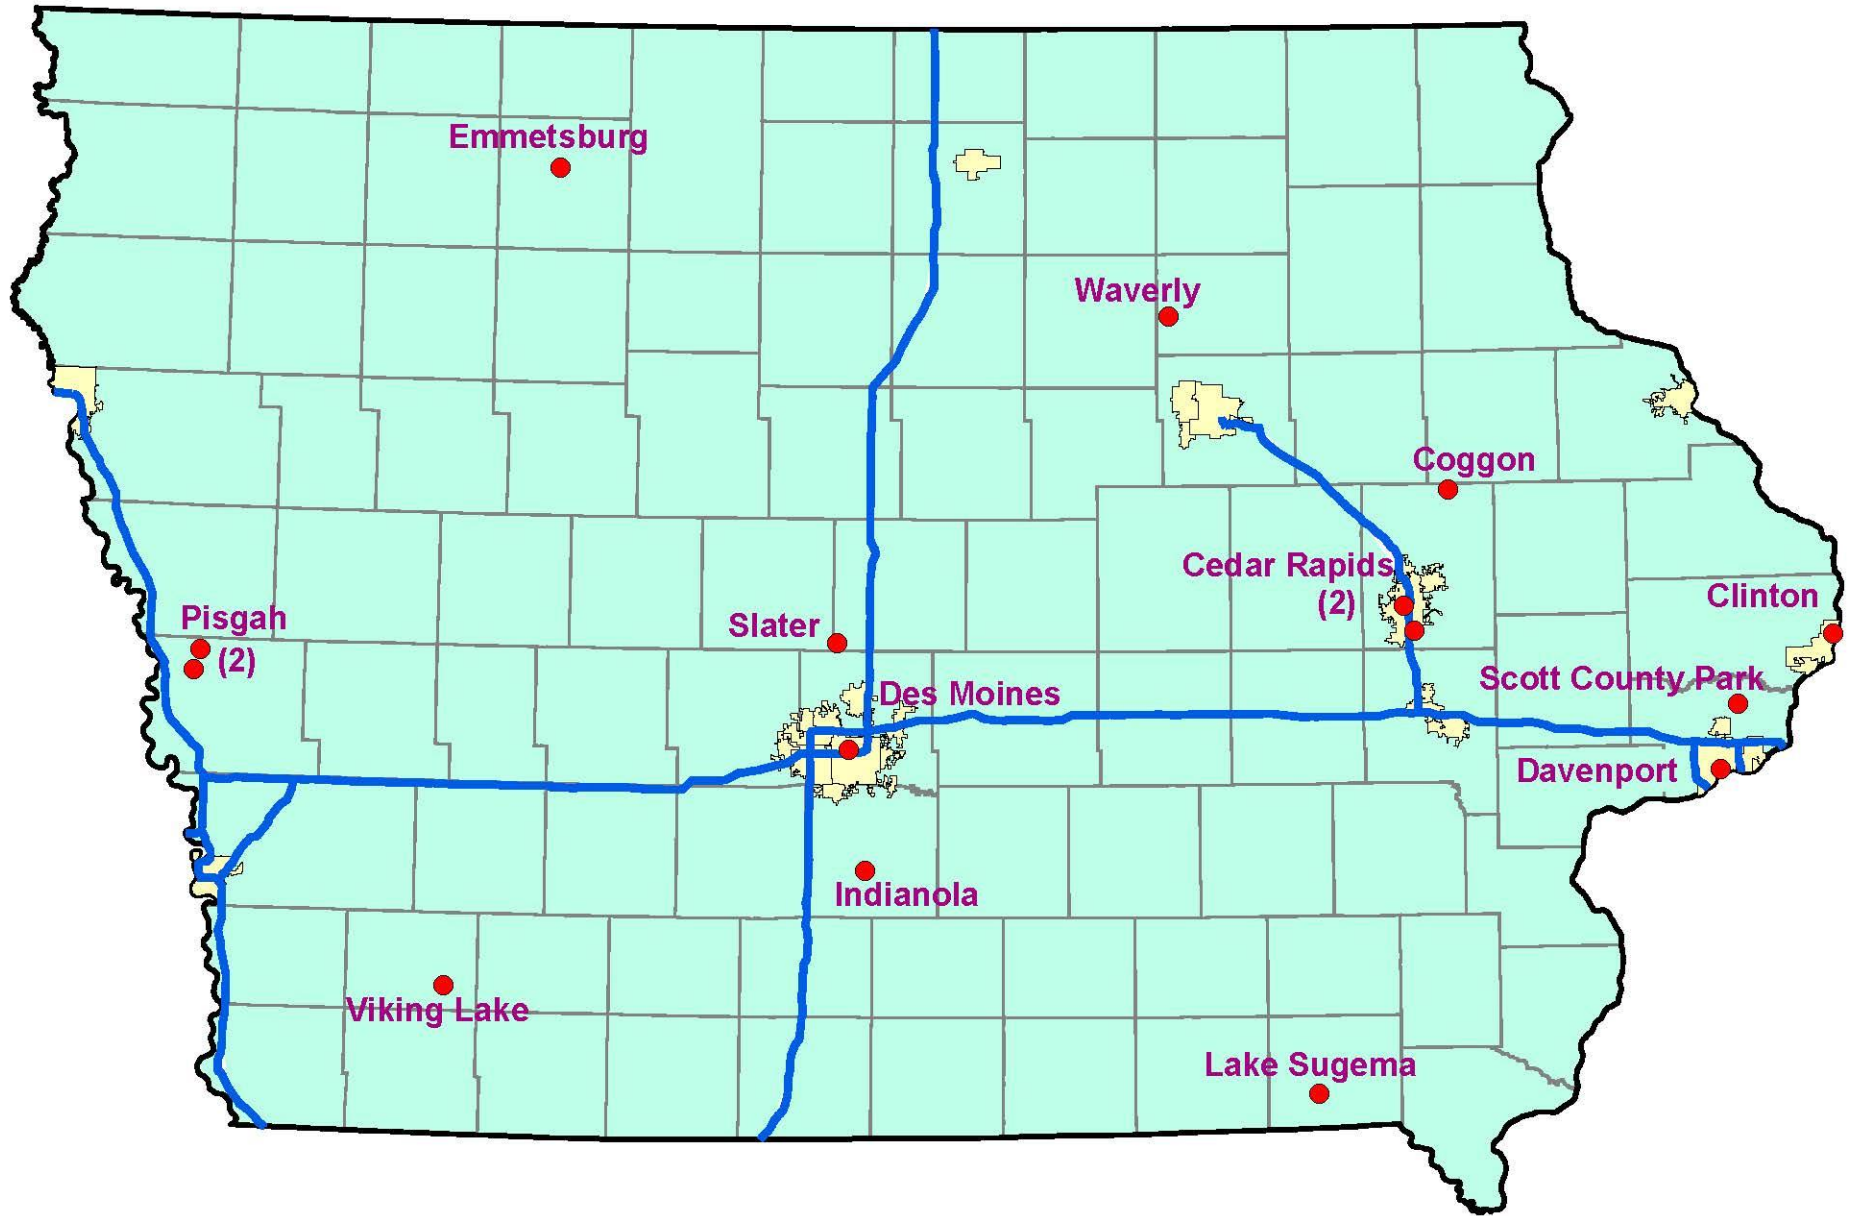 Emmetsburg
Waverly
Coggon
Cedar Rapids
(2)
Clinton
Pisgah
(2)
Slater
Scott County Park
Des Moines
Davenport
Indianola
Viking Lake
Lake Sugema